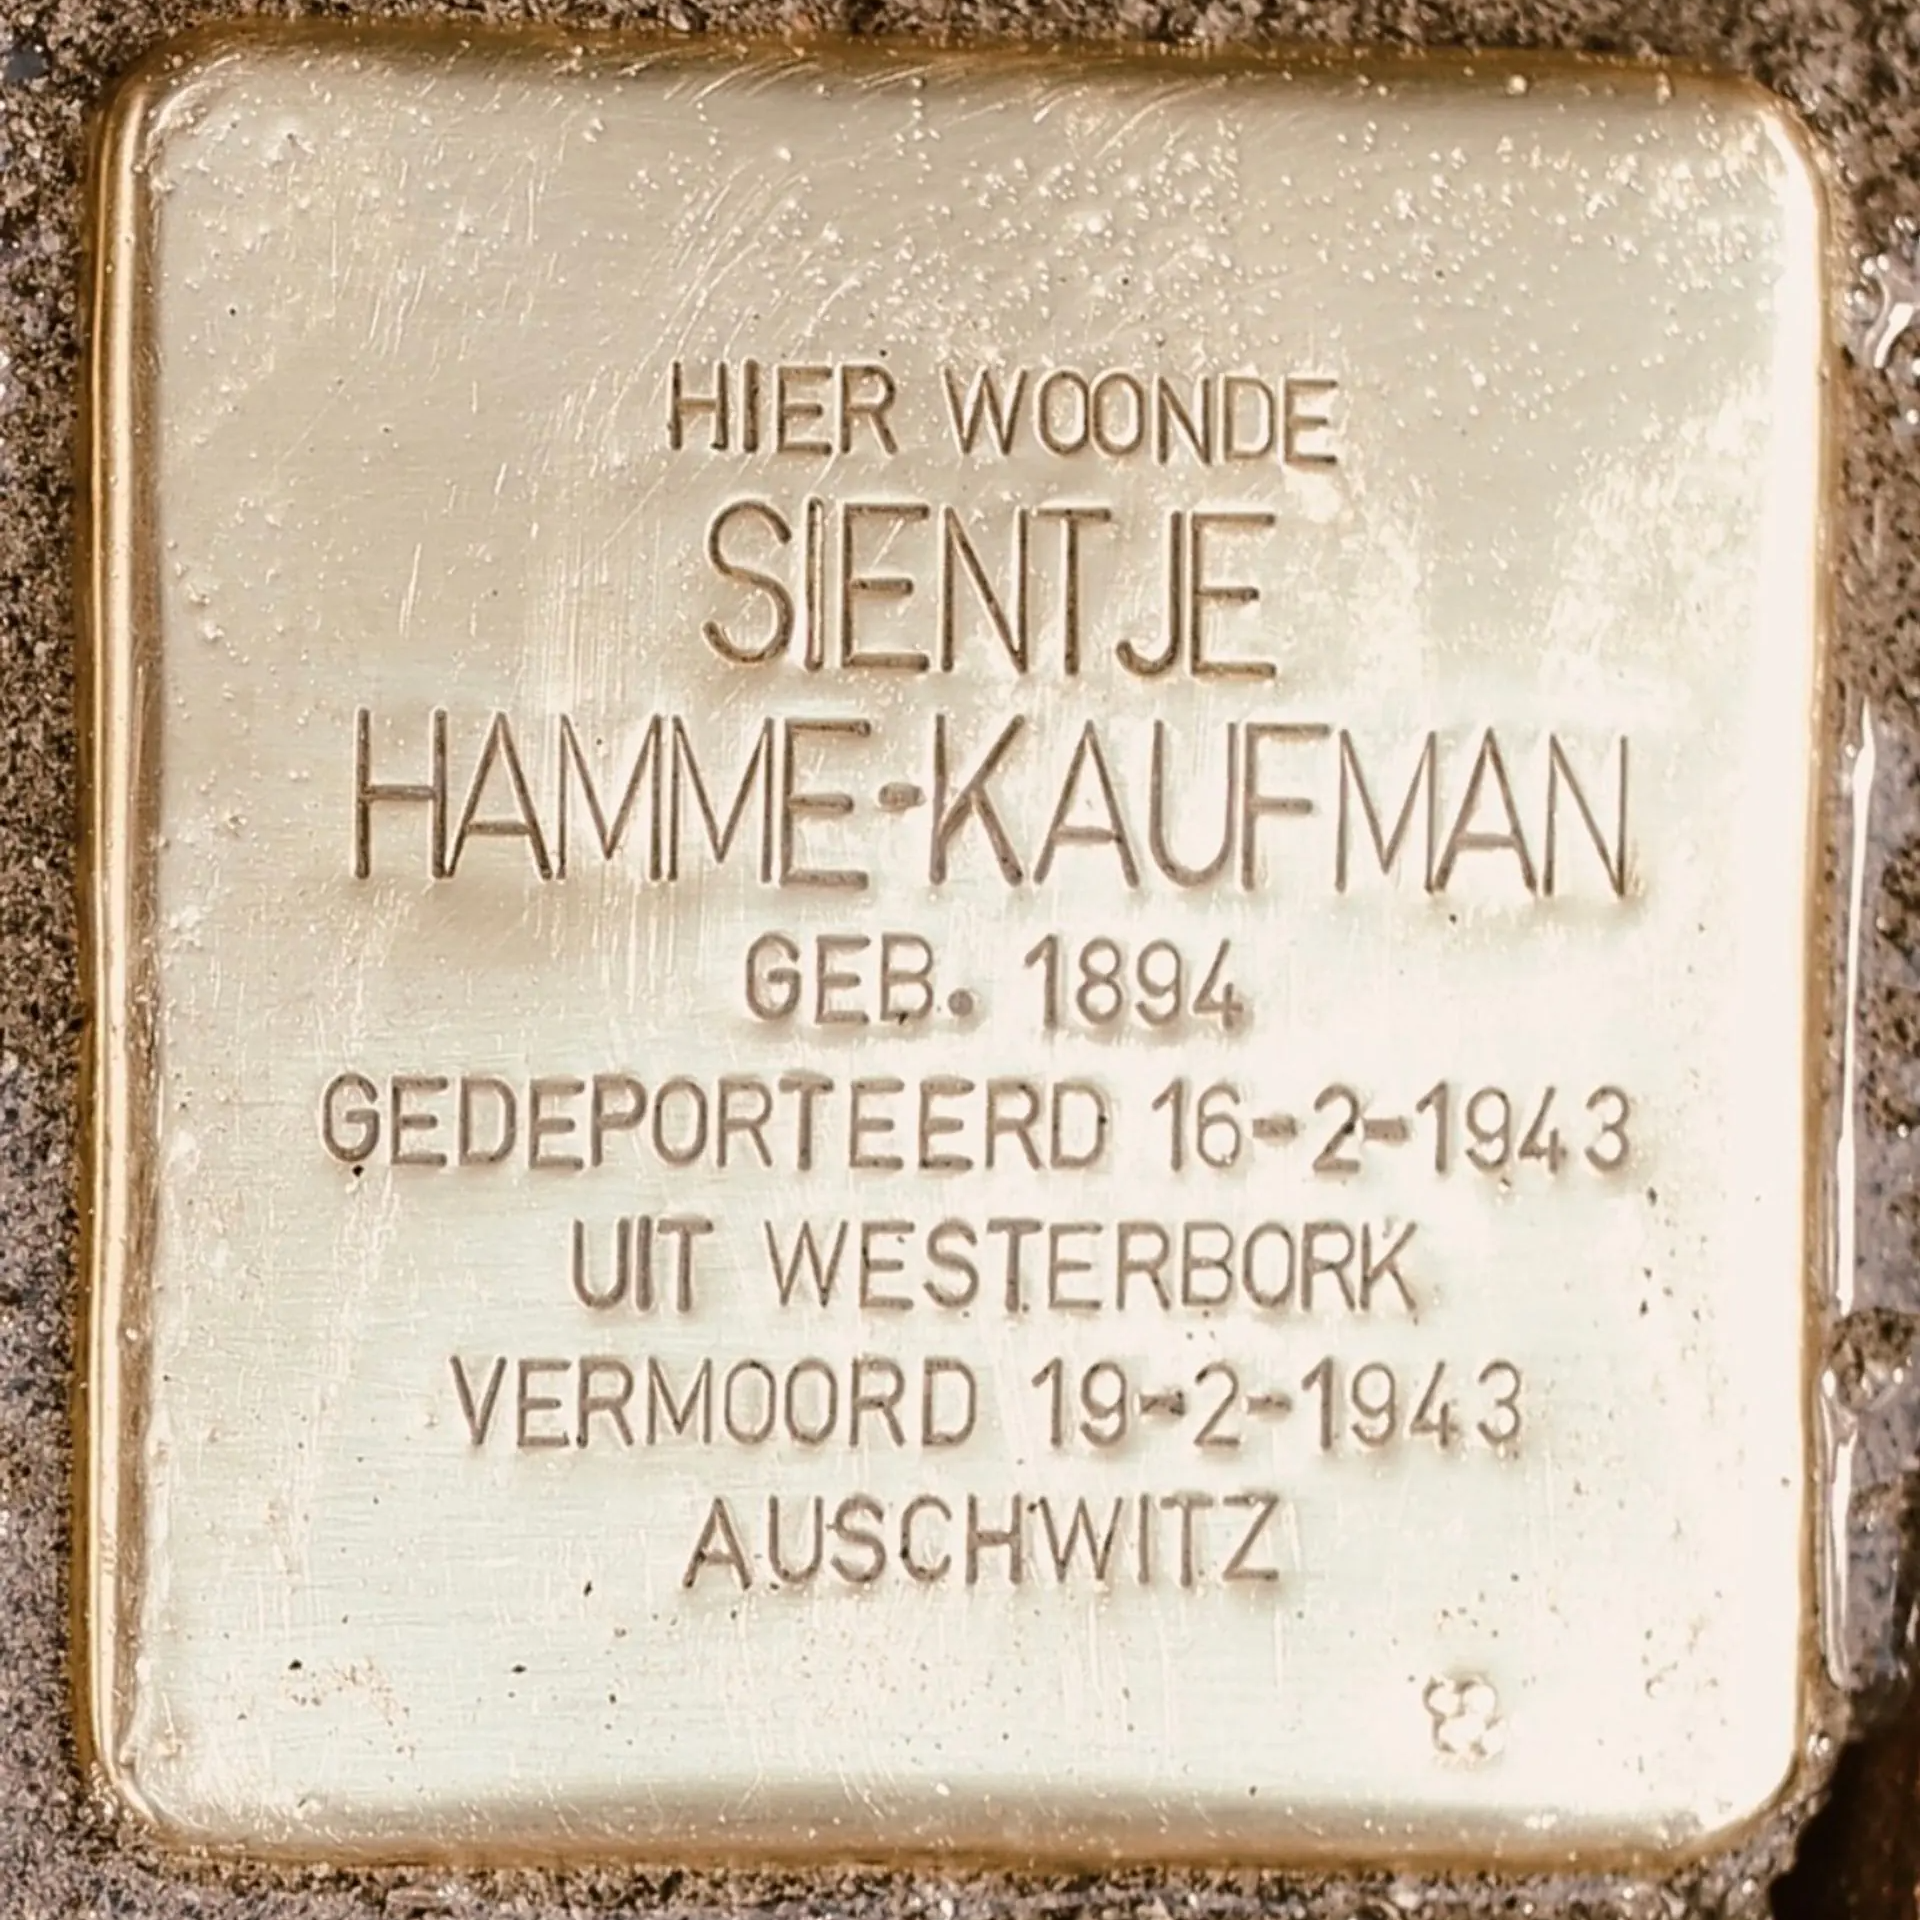 HIER WOONDE
SIENTJE
HAMME-KAUFMAN
GEB. 1894
GEDEPORTEERD 16-2-1943
UIT WESTERBORK
VERMOORD 19-2-1943
AUSCHWITZ